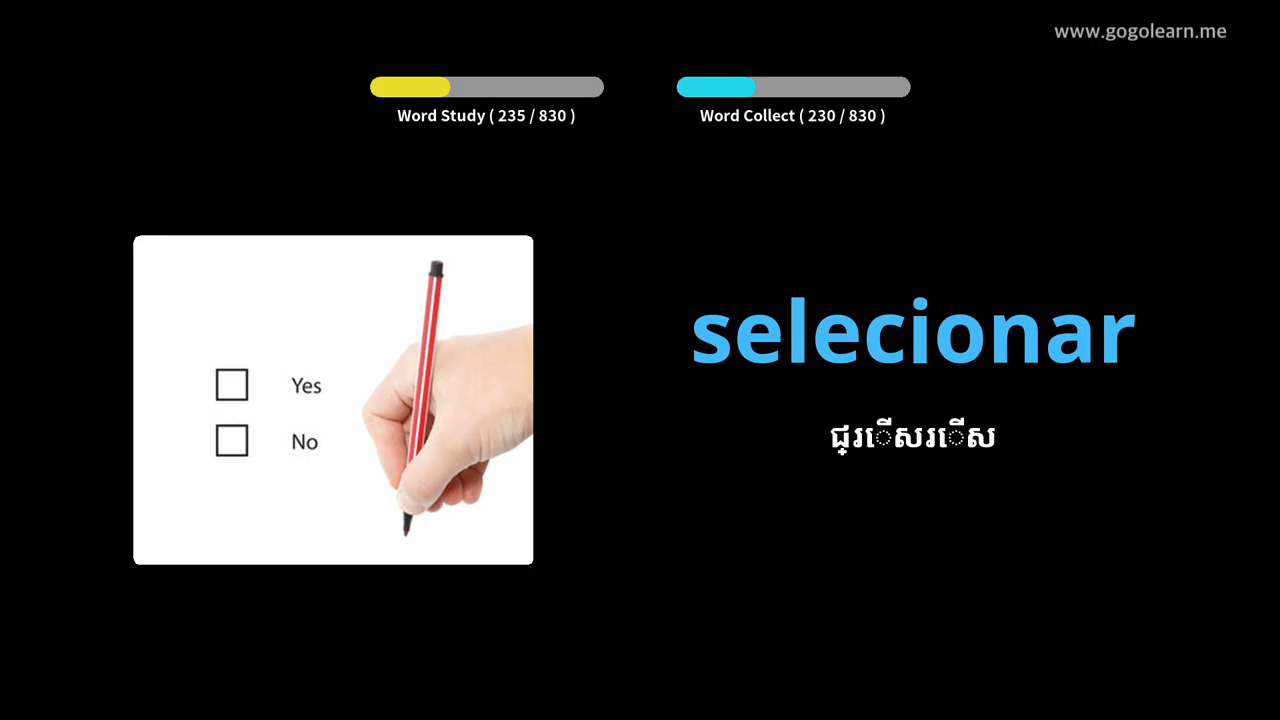 www.gogolearn.me
Word Study ( 235 / 830 )
Word Collect ( 230 / 830 )
Yes
No
selecionar
ជ្រើសរើស